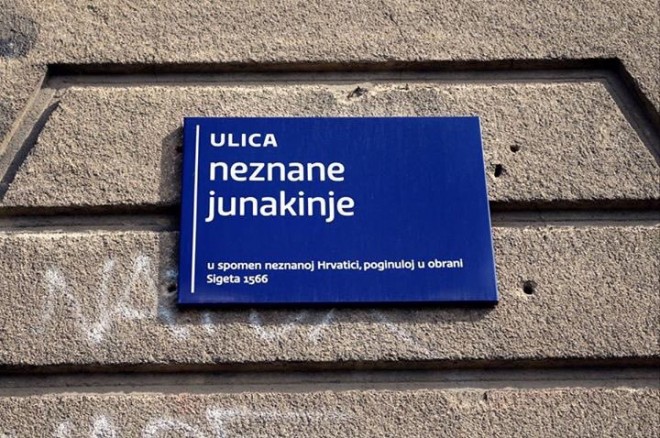 ULICA
neznane
junakinje
u spomen neznanoj Hrvatici, poginuloj u obrani
Sigeta 1566